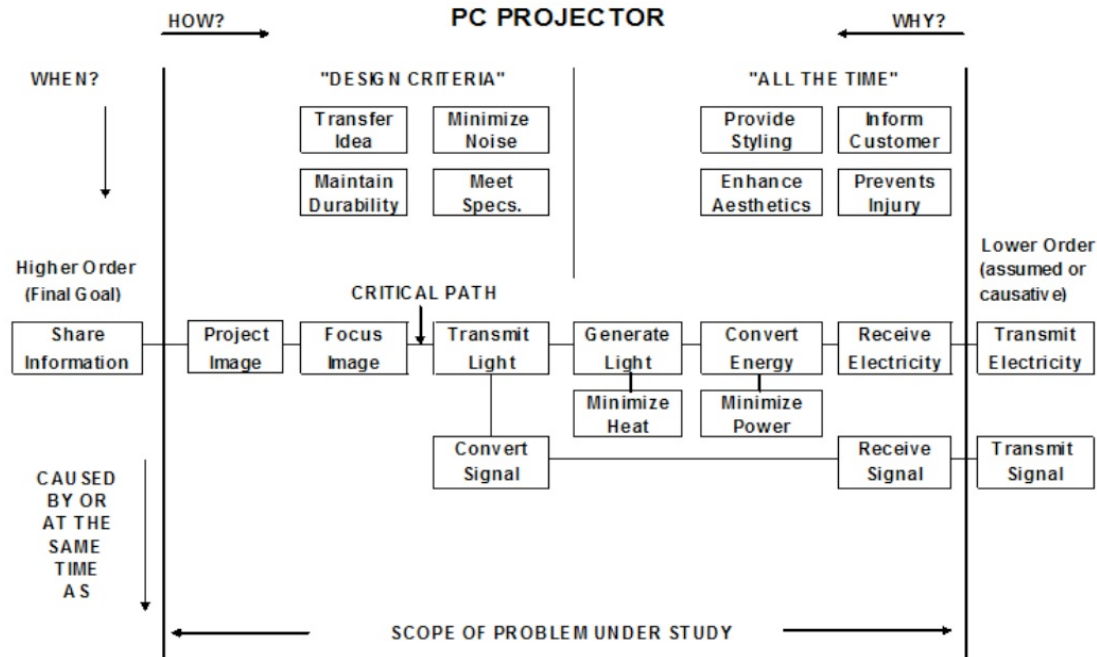 PC PROJECTOR
HOW?
WHY?
WHEN?
"DESIGN CRITERIA"
"ALL THE TIME"
Transfer
Idea
Minimize
Noise
Provide
Styling
Inform
Customer
Maintain
Durability
Meet
Specs.
Enhance
Aesthetics
Prevents
Injury
Higher Order
(Final Goal)
Lower Order
(assumed or
causative)
CRITICAL PATH
Share
Information
Project
Image
Focus
Image
Transmit
Light
Generate
Light
Convert
Energy
Receive
Electricity
Transmit
Electricity
Minimize
Heat
Minimize
Power
Convert
Signal
Receive
Signal
Transmit
Signal
CAUSED
BY OR
AT THE
SAME
TIME
AS
SCOPE OF PROBLEM UNDER STUDY